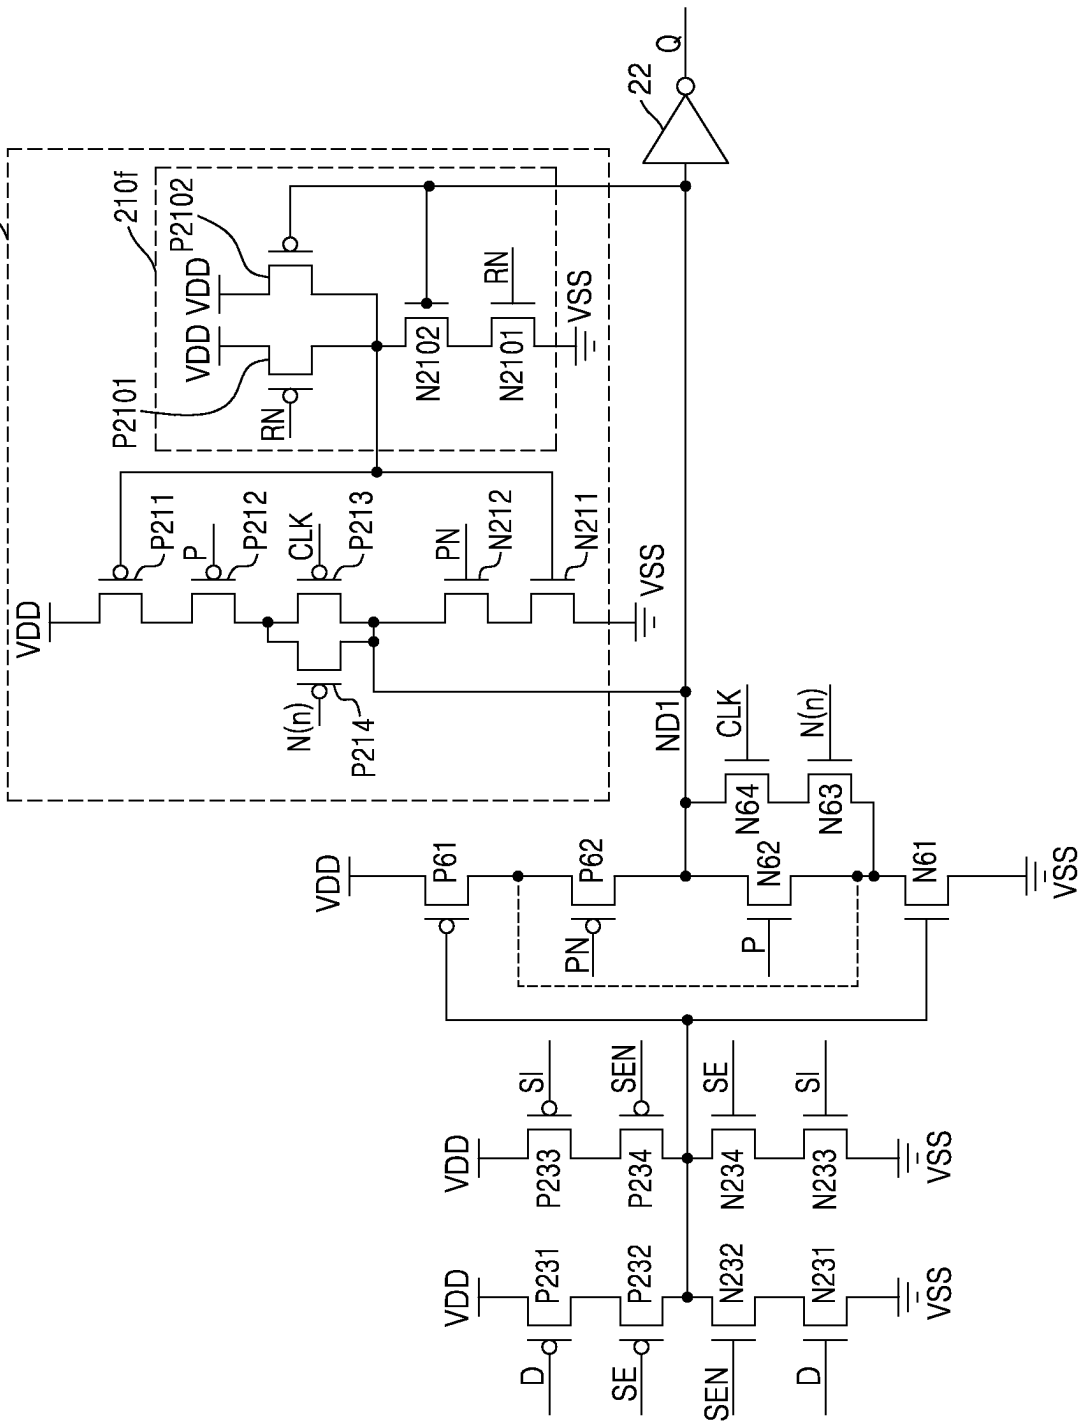 Q
22
210f
P2102
VDD
VDD
P2101
RN
N2102
N2101
RN
VSS
VDD
P211
P
P212
CLK
P213
PN
N212
N211
VSS
N(n)
P214
ND1
CLK
N64
N(n)
N63
VDD
P61
P62
PN
N62
P
N61
VSS
SI
SEN
SE
SI
VDD
P233
P234
N234
N233
VSS
VDD
P231
P232
N232
N231
VSS
D
SE
SEN
D